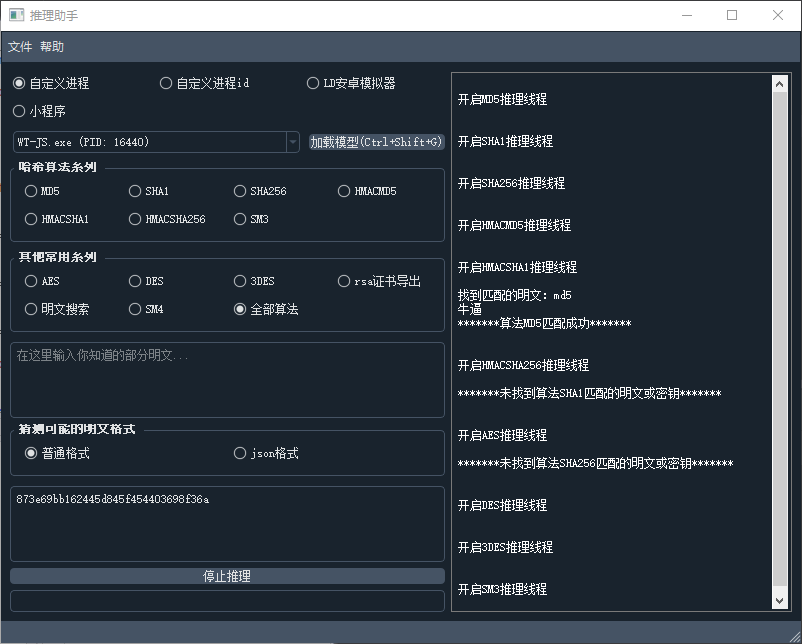 推理助手
文件 帮助
自定义进程 自定义进程id LD安卓模拟器
小程序
WT-JS.exe (PID: 16440) 加载模型(Ctrl+Shift+G)
哈希算法系列
MD5 SHA1 SHA256 HMACMD5
HMACSHA1 HMACSHA256 SM3
其他常用系列
AES DES 3DES rsa证书导出
明文搜索 SM4 全部算法
在这里输入你知道的部分明文...
猜测可能的明文格式
普通格式 json格式
873e69bb162445d845f454403698f36a
停止推理
开启MD5推理线程
开启SHA1推理线程
开启SHA256推理线程
开启HMACMD5推理线程
开启HMACSHA1推理线程
找到匹配的明文: md5
牛逼
*******算法MD5匹配成功*******
开启HMACSHA256推理线程
*******未找到算法SHA1匹配的明文或密钥*******
开启AES推理线程
*******未找到算法SHA256匹配的明文或密钥*******
开启DES推理线程
开启3DES推理线程
开启SM3推理线程